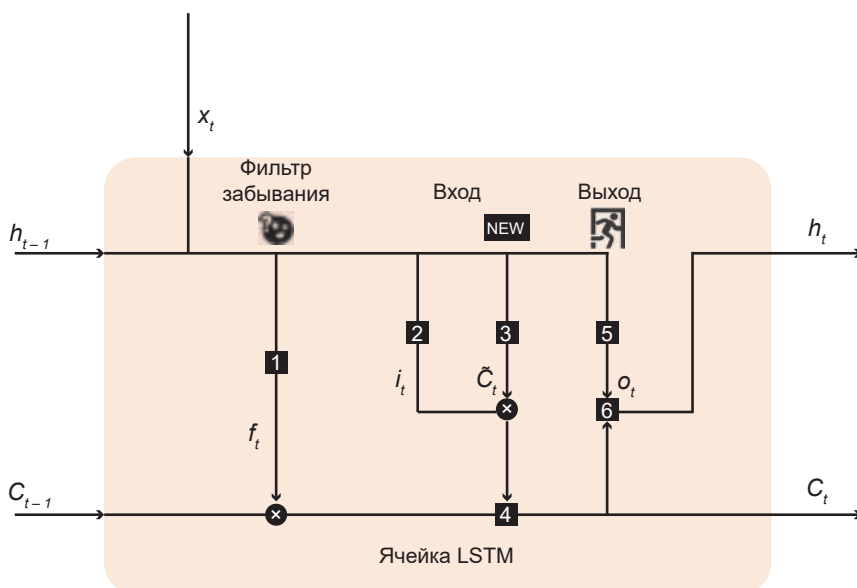 x_t
Фильтр
забывания
Вход
Выход
NEW
h_{t – 1}
h_t
2
3
5
1
i_t
C̃_t
o_t
6
f_t
C_{t – 1}
C_t
4
Ячейка LSTM